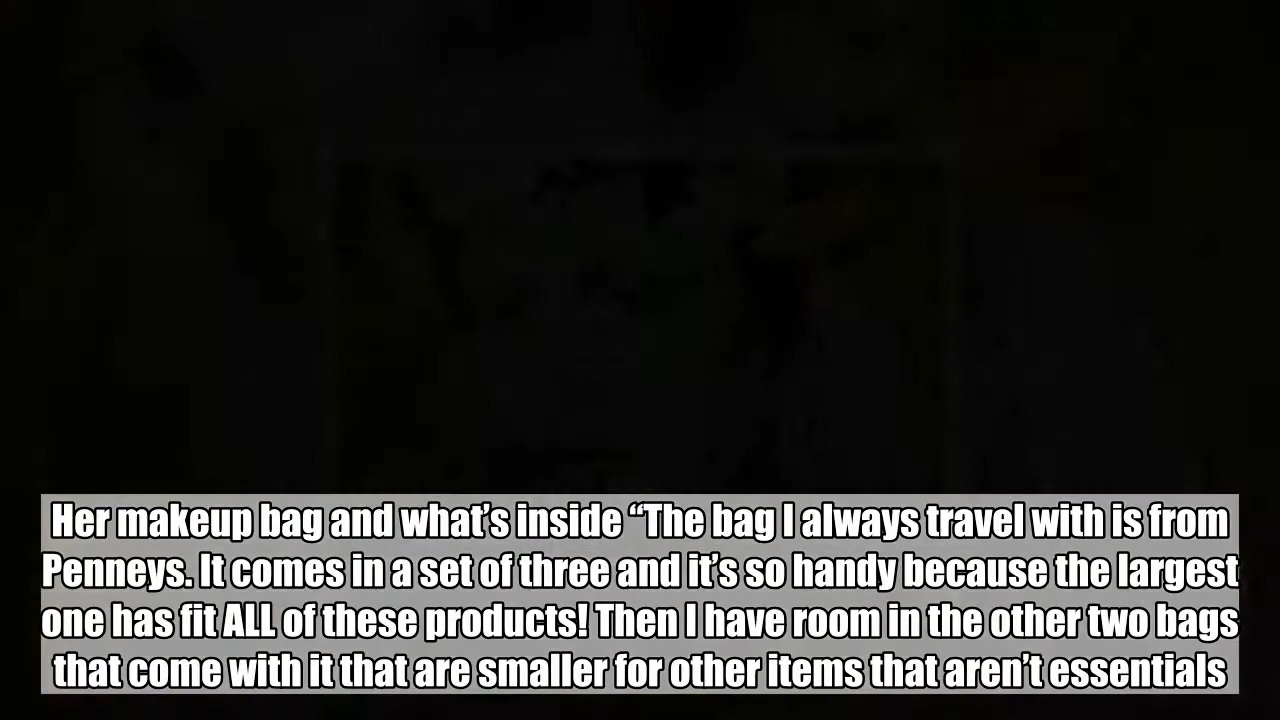 Her makeup bag and what’s inside “The bag I always travel with is from
Penneys. It comes in a set of three and it’s so handy because the largest
one has fit ALL of these products! Then I have room in the other two bags
that come with it that are smaller for other items that aren’t essentials